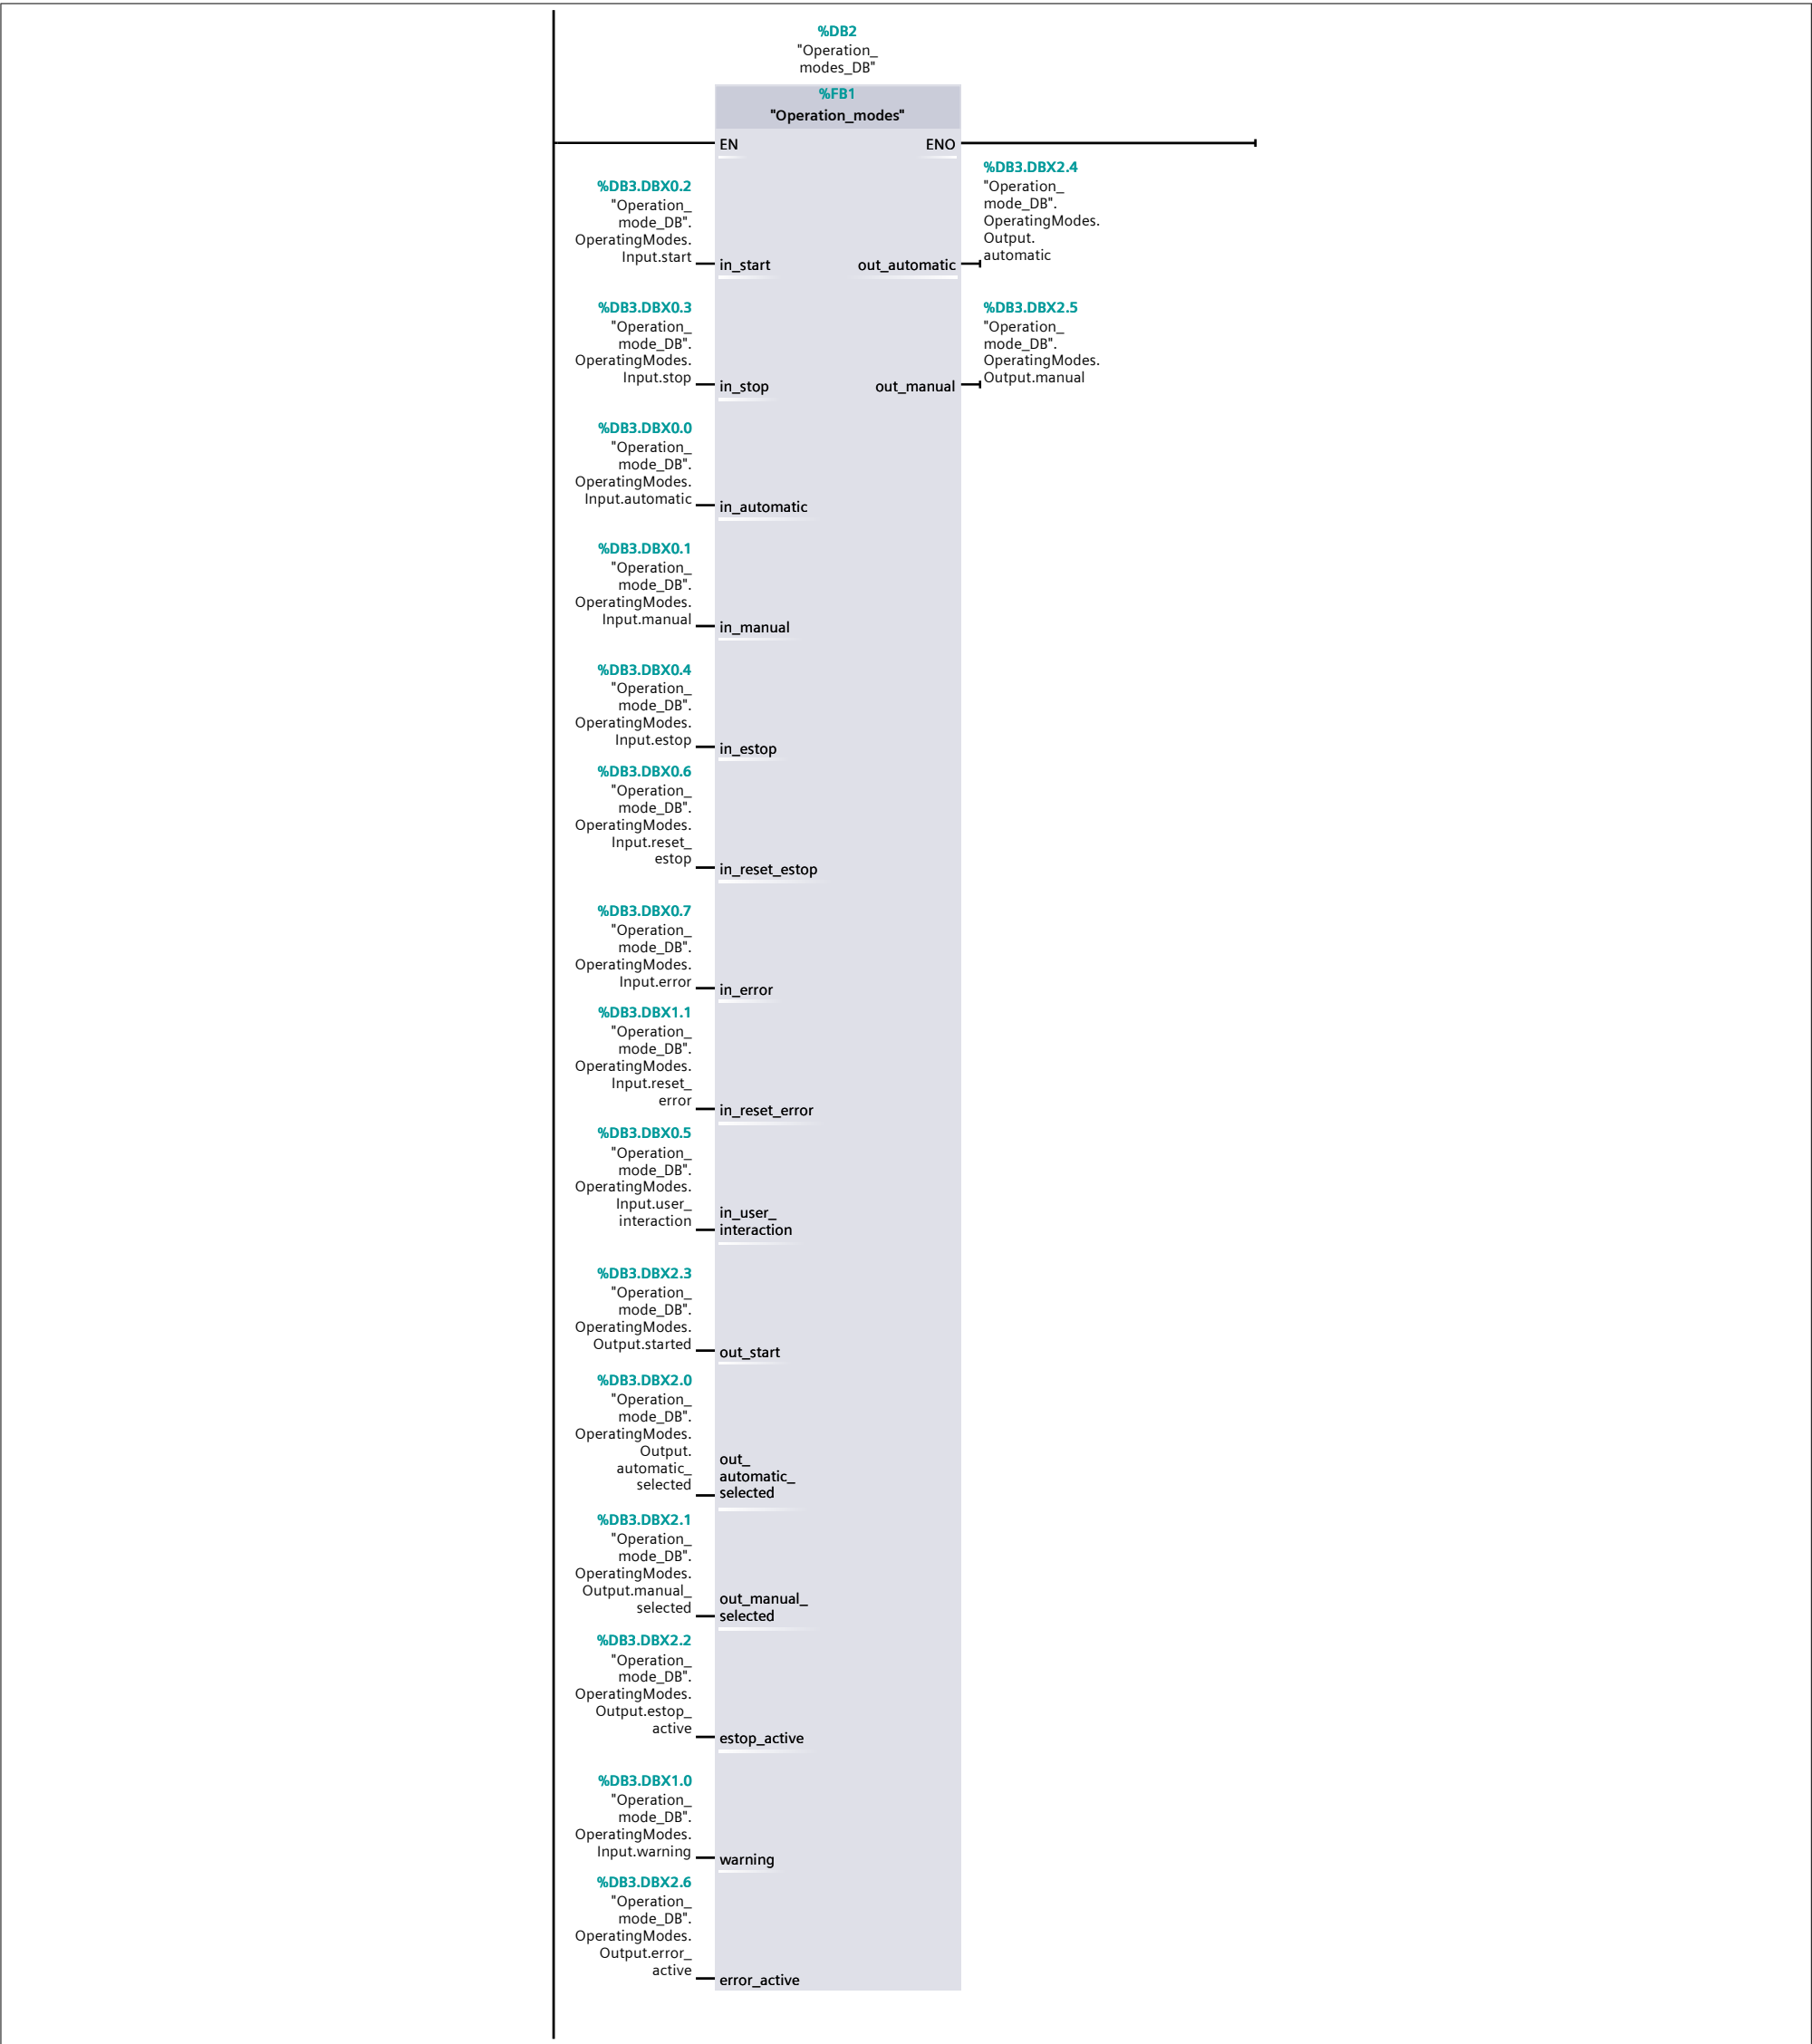 %DB2
"Operation_
modes_DB"
%FB1
"Operation_modes"
EN
ENO
%DB3.DBX0.2
"Operation_
mode_DB".
OperatingModes.
Input.start
in_start
%DB3.DBX2.4
"Operation_
mode_DB".
OperatingModes.
Output.
automatic
out_automatic
%DB3.DBX0.3
"Operation_
mode_DB".
OperatingModes.
Input.stop
in_stop
%DB3.DBX2.5
"Operation_
mode_DB".
OperatingModes.
Output.manual
out_manual
%DB3.DBX0.0
"Operation_
mode_DB".
OperatingModes.
Input.automatic
in_automatic
%DB3.DBX0.1
"Operation_
mode_DB".
OperatingModes.
Input.manual
in_manual
%DB3.DBX0.4
"Operation_
mode_DB".
OperatingModes.
Input.estop
in_estop
%DB3.DBX0.6
"Operation_
mode_DB".
OperatingModes.
Input.reset_
estop
in_reset_estop
%DB3.DBX0.7
"Operation_
mode_DB".
OperatingModes.
Input.error
in_error
%DB3.DBX1.1
"Operation_
mode_DB".
OperatingModes.
Input.reset_
error
in_reset_error
%DB3.DBX0.5
"Operation_
mode_DB".
OperatingModes.
Input.user_
interaction
in_user_
interaction
%DB3.DBX2.3
"Operation_
mode_DB".
OperatingModes.
Output.started
out_start
%DB3.DBX2.0
"Operation_
mode_DB".
OperatingModes.
Output.
automatic_
selected
out_
automatic_
selected
%DB3.DBX2.1
"Operation_
mode_DB".
OperatingModes.
Output.manual_
selected
out_manual_
selected
%DB3.DBX2.2
"Operation_
mode_DB".
OperatingModes.
Output.estop_
active
estop_active
%DB3.DBX1.0
"Operation_
mode_DB".
OperatingModes.
Input.warning
warning
%DB3.DBX2.6
"Operation_
mode_DB".
OperatingModes.
Output.error_
active
error_active